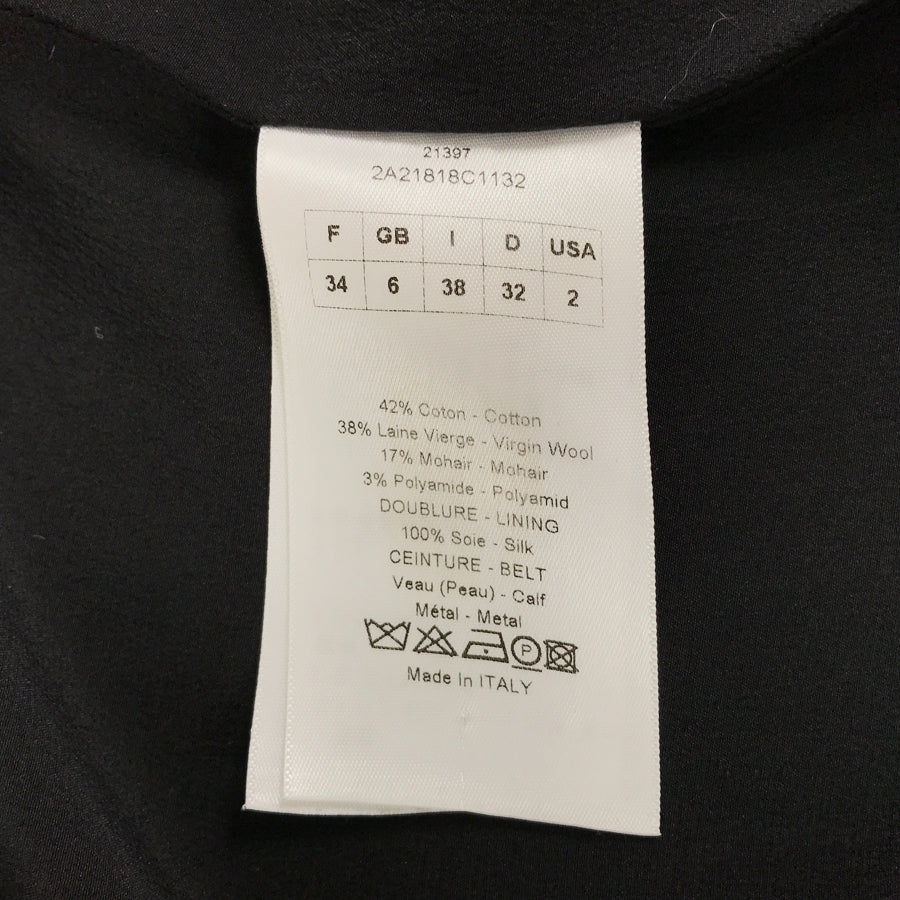 21397
2A21818C1132
F GB I D USA
34 6 38 32 2
42% Coton - Cotton
38% Laine Vierge - Virgin Wool
17% Mohair - Mohair
3% Polyamide - Polyamid
DOUBLURE - LINING
100% Soie - Silk
CEINTURE - BELT
Veau (Peau) - Calf
Métal - Metal
P
Made In ITALY